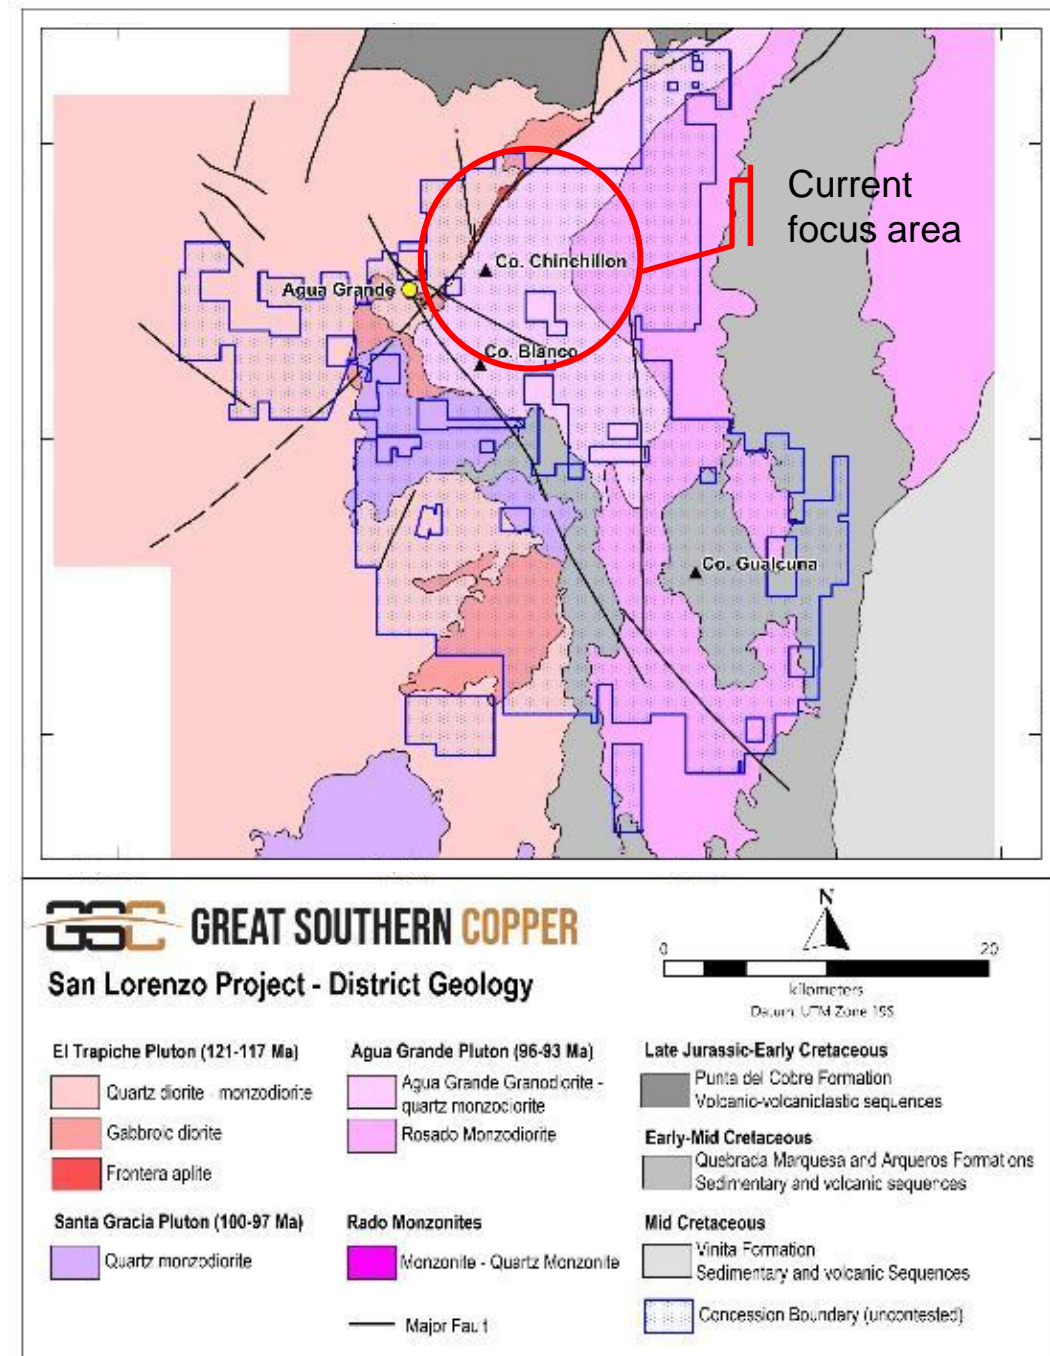 Current
focus area
Co. Chinchillon
Agua Grande
Co. Blanco
Co. Gualcuna
GSC GREAT SOUTHERN COPPER
San Lorenzo Project - District Geology
N
0 20
kilometers
Datum: UTM Zone 19S
El Trapiche Pluton (121-117 Ma)
Quartz diorite - monzodiorite
Gabbroic diorite
Frontera aplite
Santa Gracia Pluton (100-97 Ma)
Quartz monzodiorite
Agua Grande Pluton (96-93 Ma)
Agua Grande Granodiorite -
quartz monzodiorite
Rosado Monzodiorite
Rado Monzonites
Monzonite - Quartz Monzonite
Major Fault
Late Jurassic-Early Cretaceous
Punta del Cobre Formation
Volcanic-volcaniclastic sequences
Early-Mid Cretaceous
Quebrada Marquesa and Arqueros Formations
Sedimentary and volcanic sequences
Mid Cretaceous
Vinita Formation
Sedimentary and volcanic Sequences
Concession Boundary (uncontested)